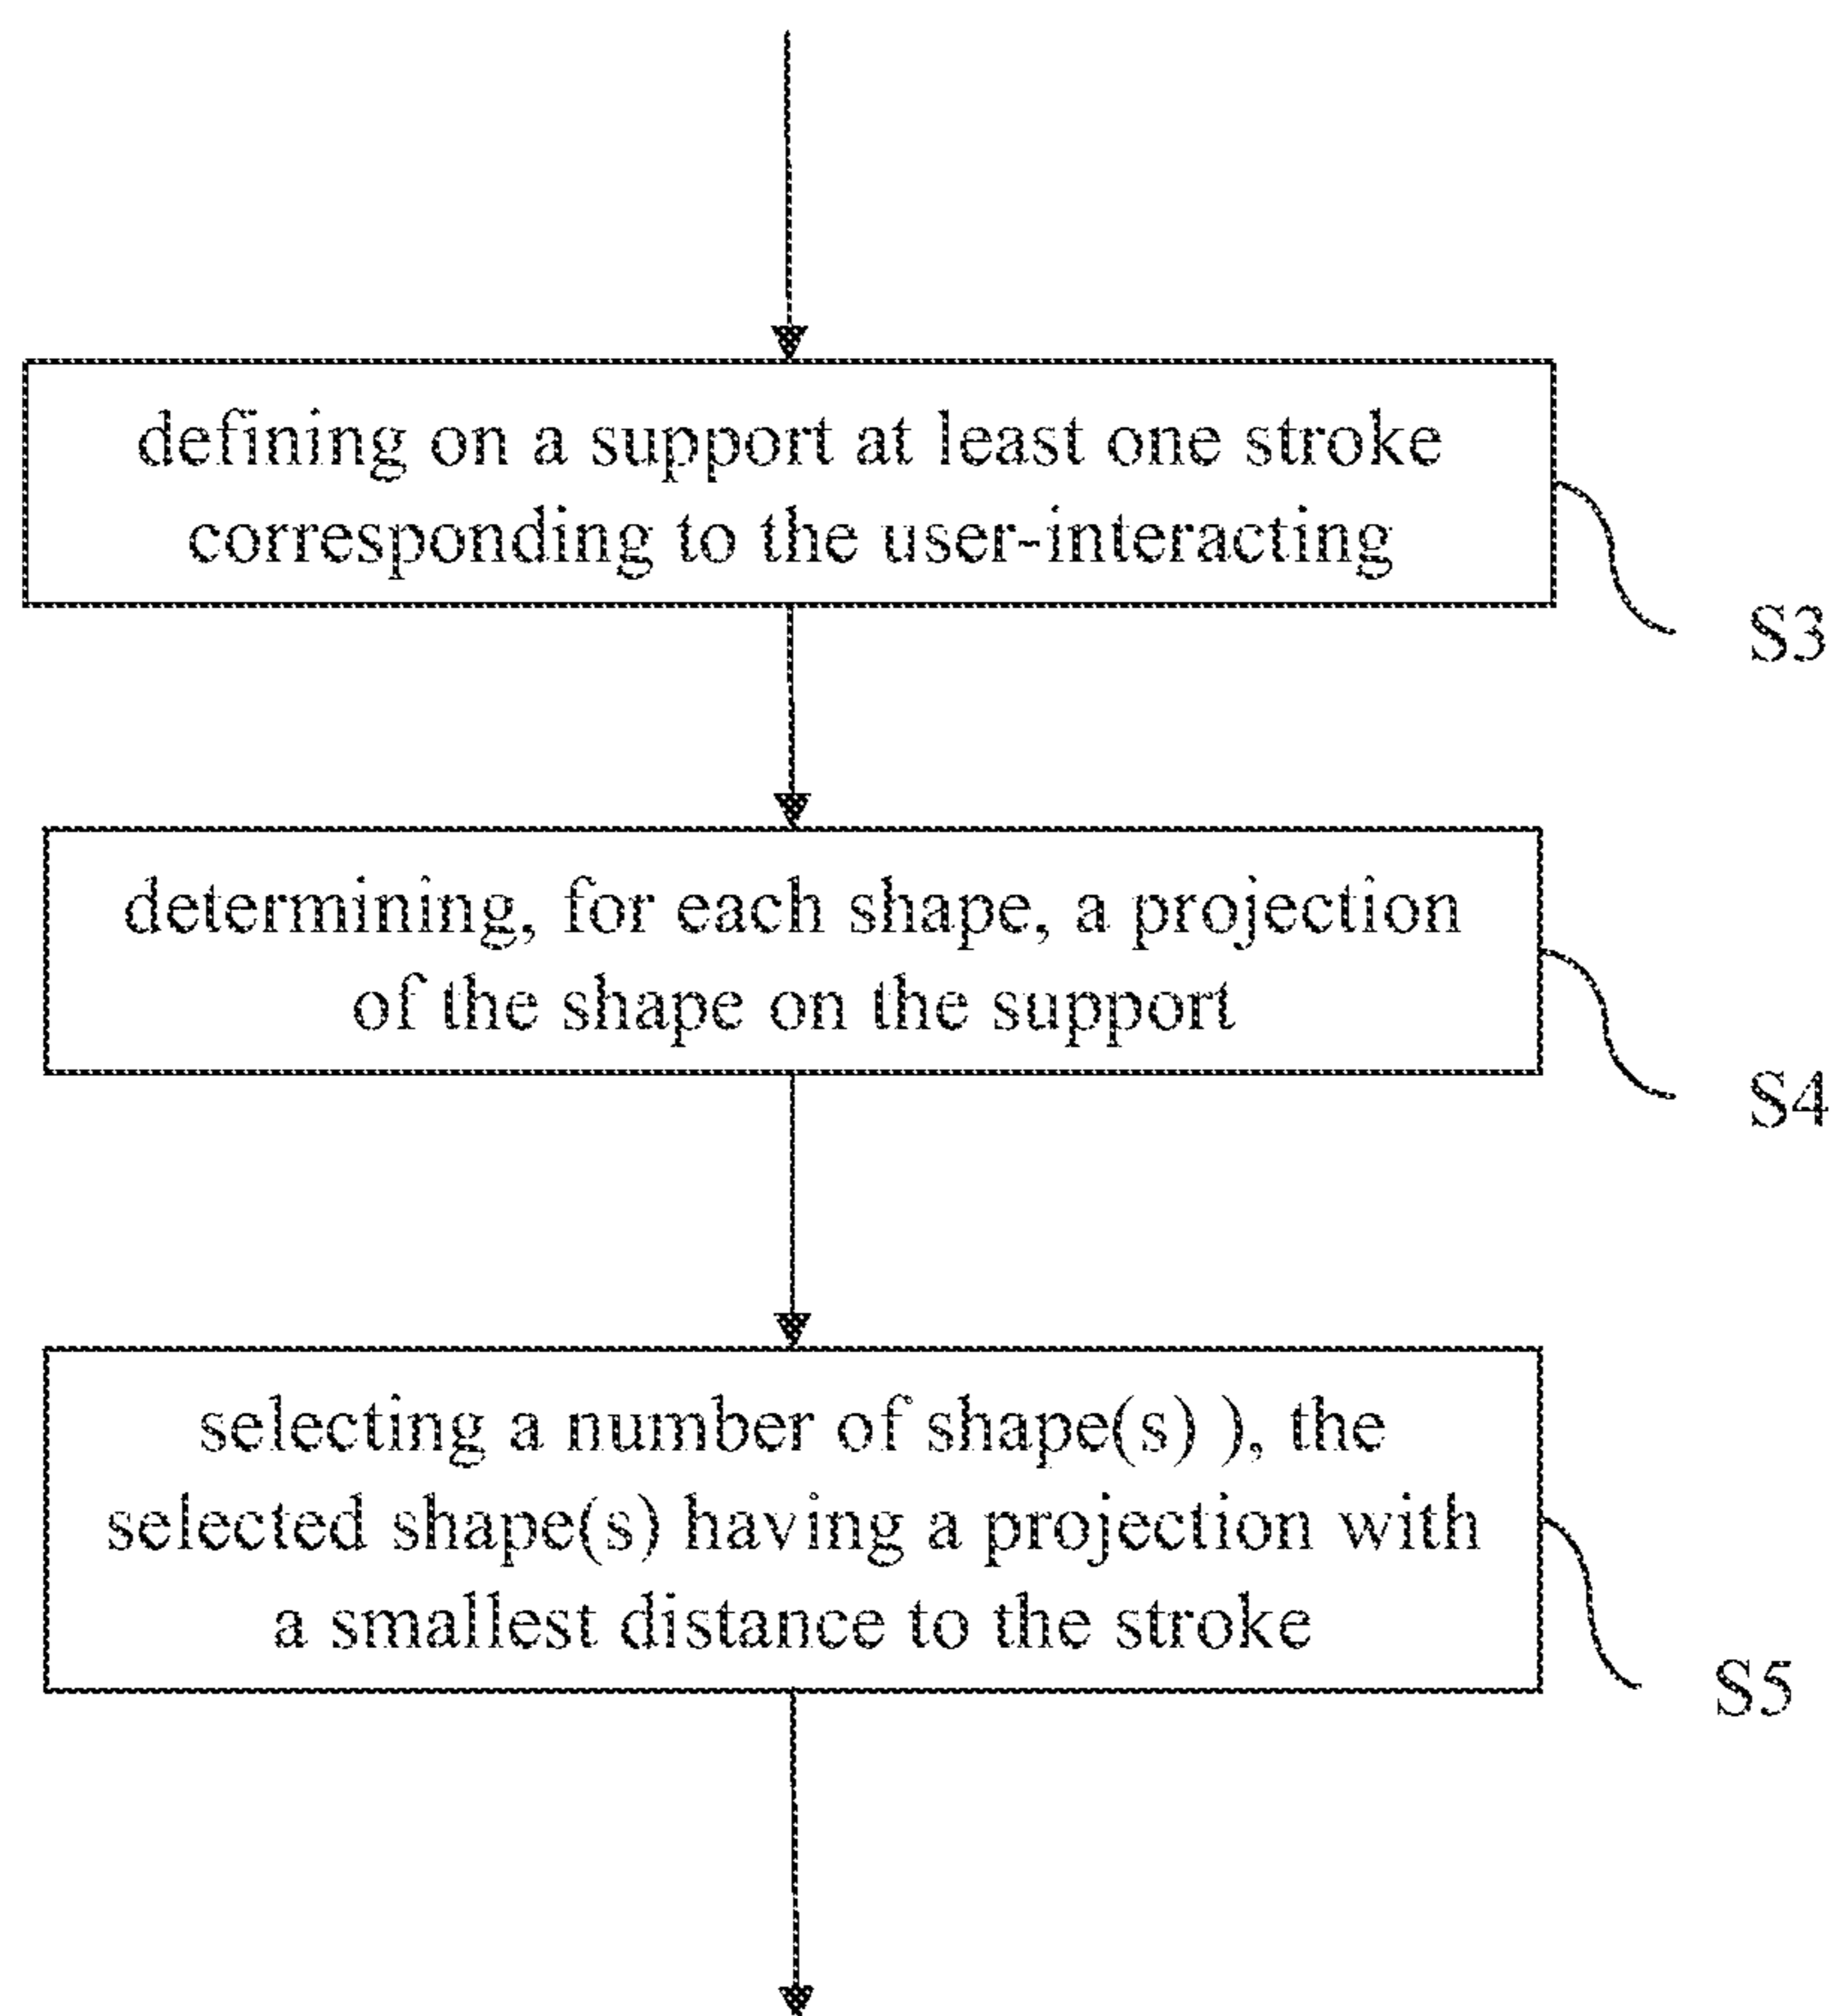 defining on a support at least one stroke
corresponding to the user-interacting
S3
determining, for each shape, a projection
of the shape on the support
S4
selecting a number of shape(s) ), the
selected shape(s) having a projection with
a smallest distance to the stroke
S5